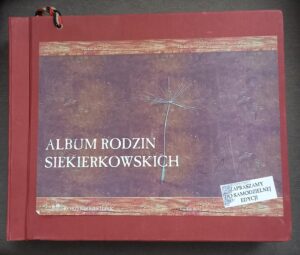 ALBUM RODZIN
SIEKIERKOWSKICH
ZAPRASZAMY
DO SAMODZIELNEJ
EDYCJI